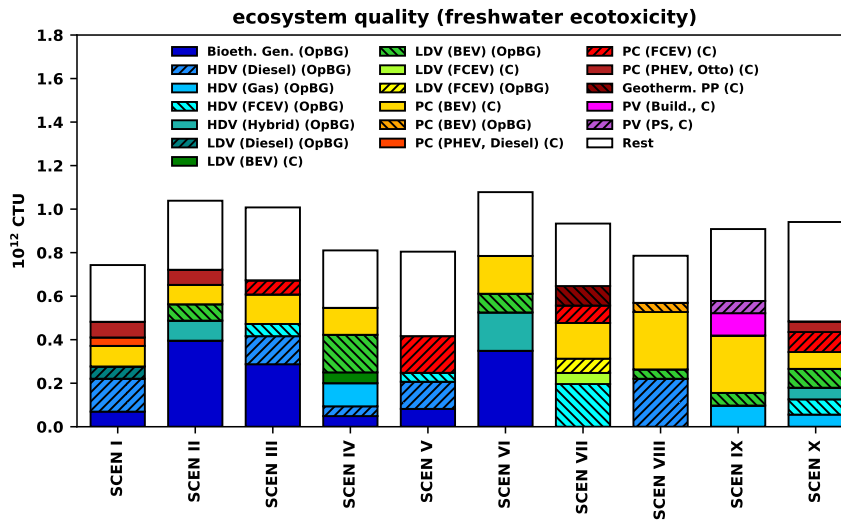 ecosystem quality (freshwater ecotoxicity)
1.8
1.6
1.4
1.2
1.0
0.8
0.6
0.4
0.2
0.0
10¹² CTU
Bioeth. Gen. (OpBG)
HDV (Diesel) (OpBG)
HDV (Gas) (OpBG)
HDV (FCEV) (OpBG)
HDV (Hybrid) (OpBG)
LDV (Diesel) (OpBG)
LDV (BEV) (C)
LDV (BEV) (OpBG)
LDV (FCEV) (C)
LDV (FCEV) (OpBG)
PC (BEV) (C)
PC (BEV) (OpBG)
PC (PHEV, Diesel) (C)
PC (FCEV) (C)
PC (PHEV, Otto) (C)
Geotherm. PP (C)
PV (Build., C)
PV (PS, C)
Rest
SCEN I
SCEN II
SCEN III
SCEN IV
SCEN V
SCEN VI
SCEN VII
SCEN VIII
SCEN IX
SCEN X